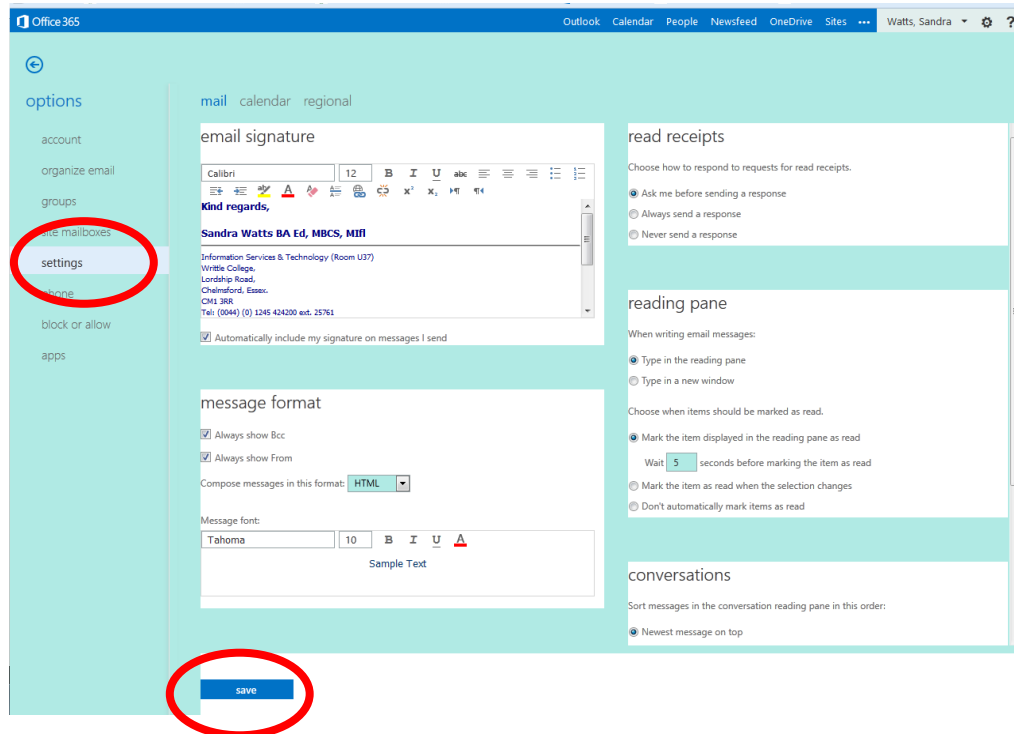 Office 365
Outlook Calendar People Newsfeed OneDrive Sites ••• Watts, Sandra ?
options
account
organize email
groups
site mailboxes
settings
phone
block or allow
apps
mail calendar regional
email signature
Calibri 12 B I U abc
ab A x² x₂ ▸¶ ¶◂
Kind regards,
Sandra Watts BA Ed, MBCS, MIfl
Information Services & Technology (Room U37)
Writtle College,
Lordship Road,
Chelmsford, Essex.
CM1 3RR
Tel: (0044) (0) 1245 424200 ext. 25761
Automatically include my signature on messages I send
message format
Always show Bcc
Always show From
Compose messages in this format: HTML
Message font:
Tahoma 10 B I U A
Sample Text
save
read receipts
Choose how to respond to requests for read receipts.
Ask me before sending a response
Always send a response
Never send a response
reading pane
When writing email messages:
Type in the reading pane
Type in a new window
Choose when items should be marked as read.
Mark the item displayed in the reading pane as read
Wait 5 seconds before marking the item as read
Mark the item as read when the selection changes
Don't automatically mark items as read
conversations
Sort messages in the conversation reading pane in this order:
Newest message on top